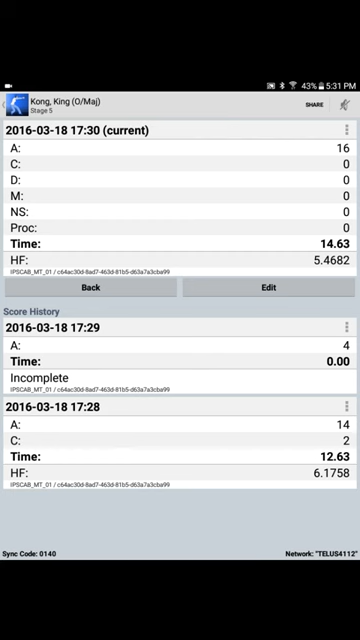 43% 5:31 PM
Kong, King (O/Maj)
Stage 5
SHARE
2016-03-18 17:30 (current)
A: 16
C: 0
D: 0
M: 0
NS: 0
Proc: 0
Time: 14.63
HF: 5.4682
IPSCAB_MT_01 / c64ac30d-8ad7-463d-81b5-d63a7a3cba99
Back Edit
Score History
2016-03-18 17:29
A: 4
Time: 0.00
Incomplete
IPSCAB_MT_01 / c64ac30d-8ad7-463d-81b5-d63a7a3cba99
2016-03-18 17:28
A: 14
C: 2
Time: 12.63
HF: 6.1758
IPSCAB_MT_01 / c64ac30d-8ad7-463d-81b5-d63a7a3cba99
Sync Code: 0140 Network: "TELUS4112"